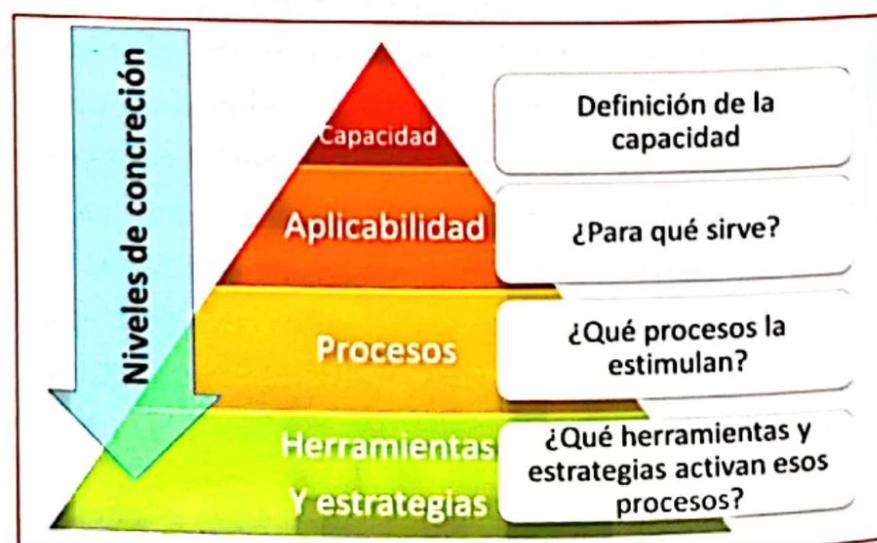 Niveles de concreción
Capacidad
Definición de la
capacidad
Aplicabilidad
¿Para qué sirve?
Procesos
¿Qué procesos la
estimulan?
Herramientas
Y estrategias
¿Qué herramientas y
estrategias activan esos
procesos?